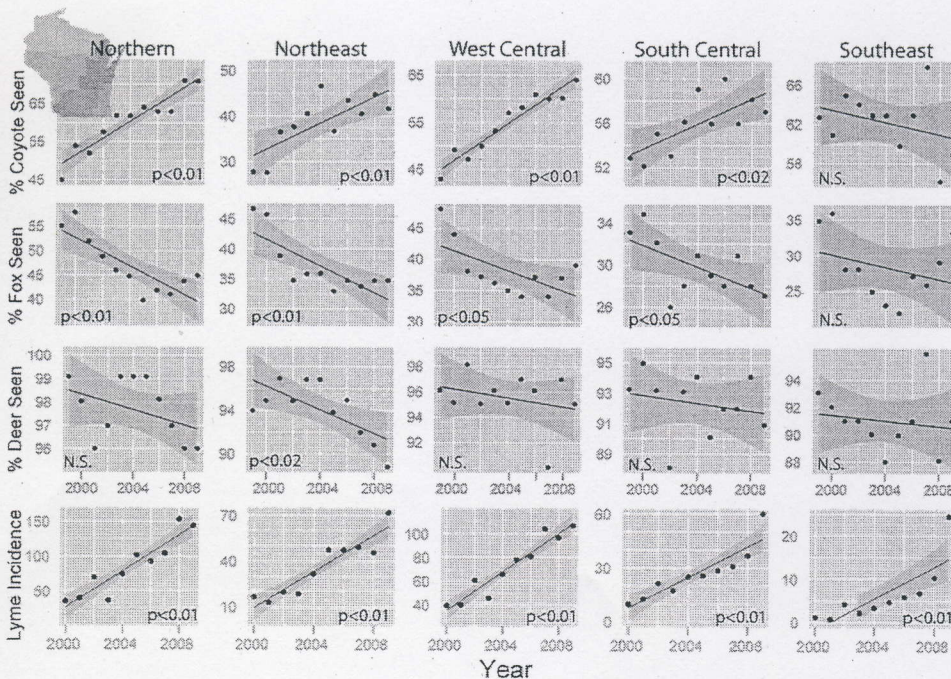 Northern Northeast West Central South Central Southeast
% Coyote Seen
65
55
45
p<0.01
50
40
30
p<0.01
65
55
45
p<0.01
60
56
52
p<0.02
66
62
58
N.S.
% Fox Seen
55
50
45
40
p<0.01
45
40
35
30
p<0.01
45
40
35
30
p<0.05
34
30
26
p<0.05
35
30
25
N.S.
% Deer Seen
100
99
98
97
96
N.S.
98
94
90
p<0.02
98
96
94
92
N.S.
95
93
91
89
N.S.
94
92
90
88
N.S.
2000 2004 2008 2000 2004 2008 2000 2004 2008 2000 2004 2008 2000 2004 2008
Lyme Incidence
150
100
50
p<0.01
70
40
10
p<0.01
100
80
60
40
p<0.01
60
30
0
p<0.01
20
10
0
p<0.01
2000 2004 2008 2000 2004 2008 2000 2004 2008 2000 2004 2008 2000 2004 2008
Year